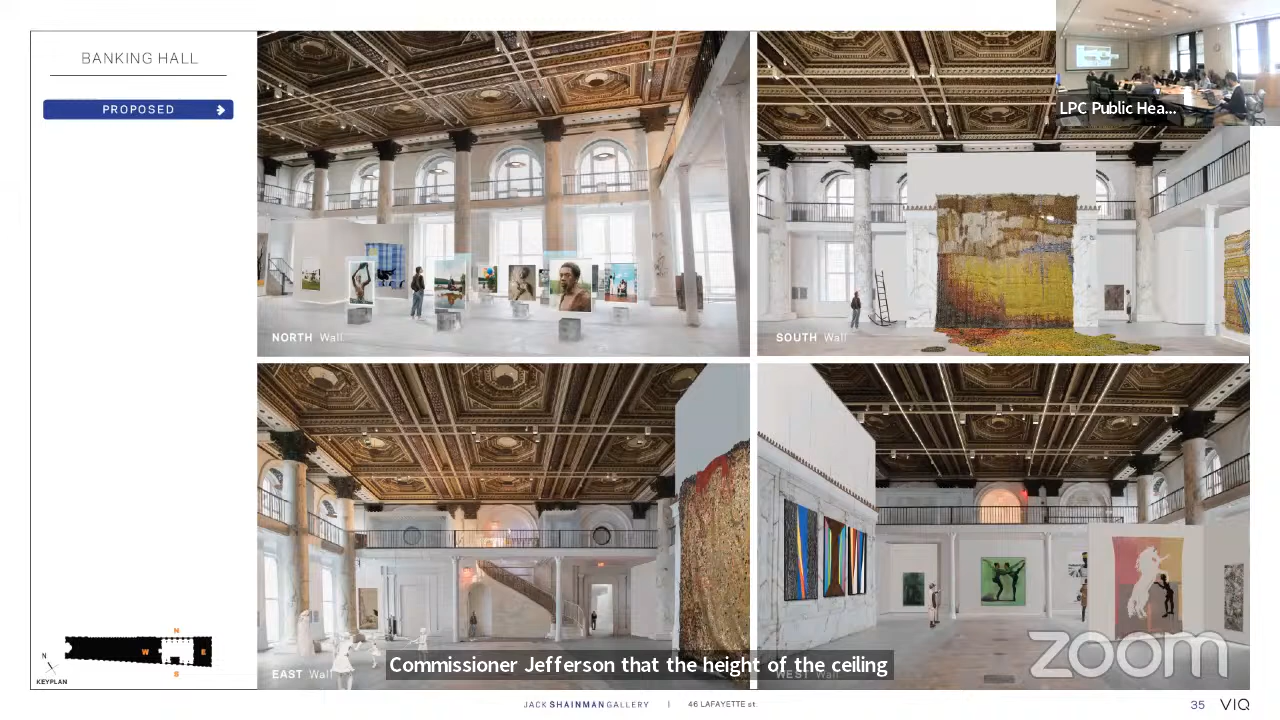 BANKING HALL
PROPOSED
LPC Public Hea...
NORTH Wall
SOUTH Wall
EAST Wall
WEST Wall
Commissioner Jefferson that the height of the ceiling
zoom
N
W
E
S
N
KEYPLAN
JACK SHAINMAN GALLERY | 46 LAFAYETTE st.
35 VIQ